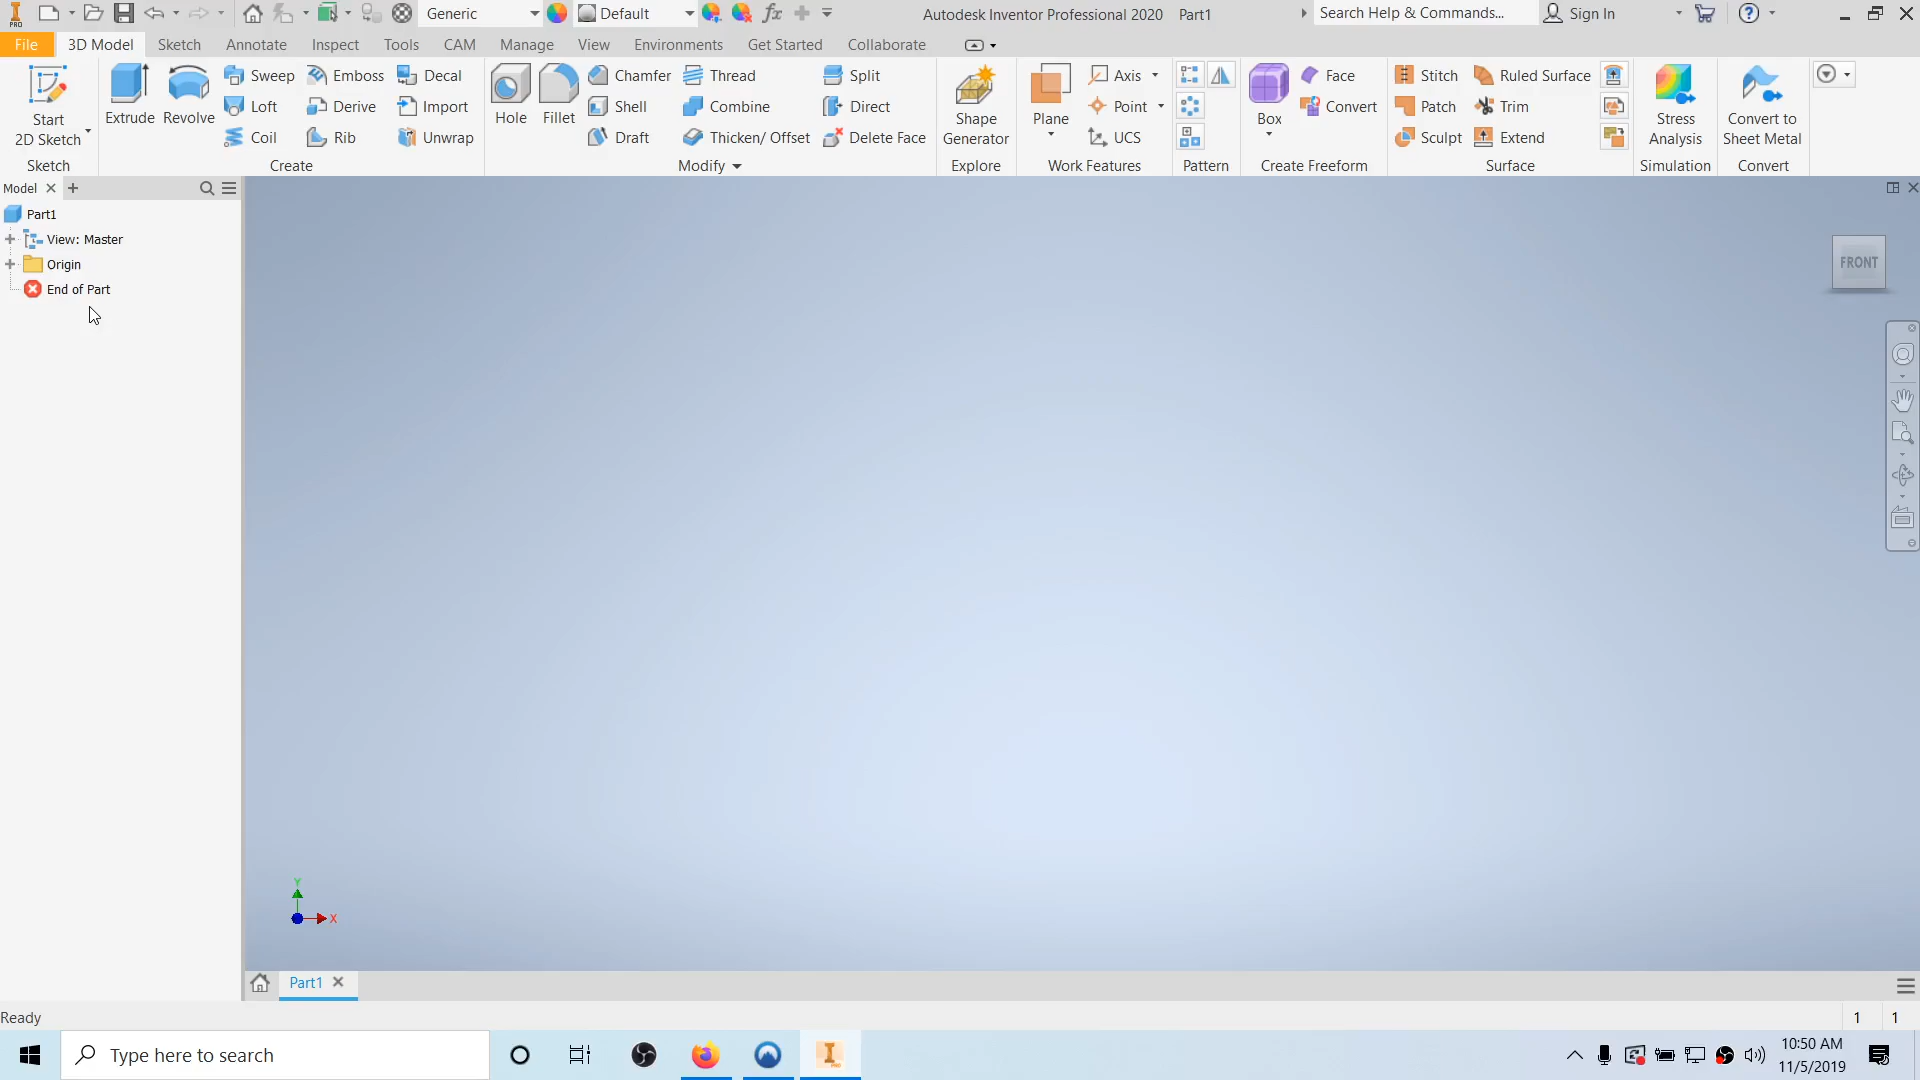 Generic Default Autodesk Inventor Professional 2020 Part1 Search Help & Commands... Sign In
File 3D Model Sketch Annotate Inspect Tools CAM Manage View Environments Get Started Collaborate
Start
2D Sketch
Sketch
Extrude Revolve
Sweep Emboss Decal
Loft Derive Import
Coil Rib Unwrap
Create
Hole Fillet
Chamfer Thread Split
Shell Combine Direct
Draft Thicken/ Offset Delete Face
Modify
Shape
Generator
Explore
Plane
Axis
Point
UCS
Work Features
Pattern
Box
Face
Convert
Create Freeform
Stitch Ruled Surface
Patch Trim
Sculpt Extend
Surface
Stress
Analysis
Simulation
Convert to
Sheet Metal
Convert
Model
Part1
View: Master
Origin
End of Part
FRONT
Y
X
Part1
Ready 1 1
Type here to search
10:50 AM
11/5/2019